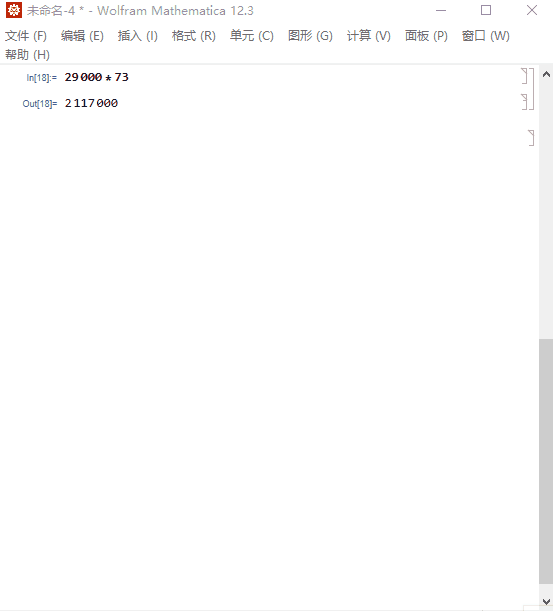 未命名-4 * - Wolfram Mathematica 12.3
文件 (F) 编辑 (E) 插入 (I) 格式 (R) 单元 (C) 图形 (G) 计算 (V) 面板 (P) 窗口 (W)
帮助 (H)
In[18]:= 29000*73
Out[18]= 2117000